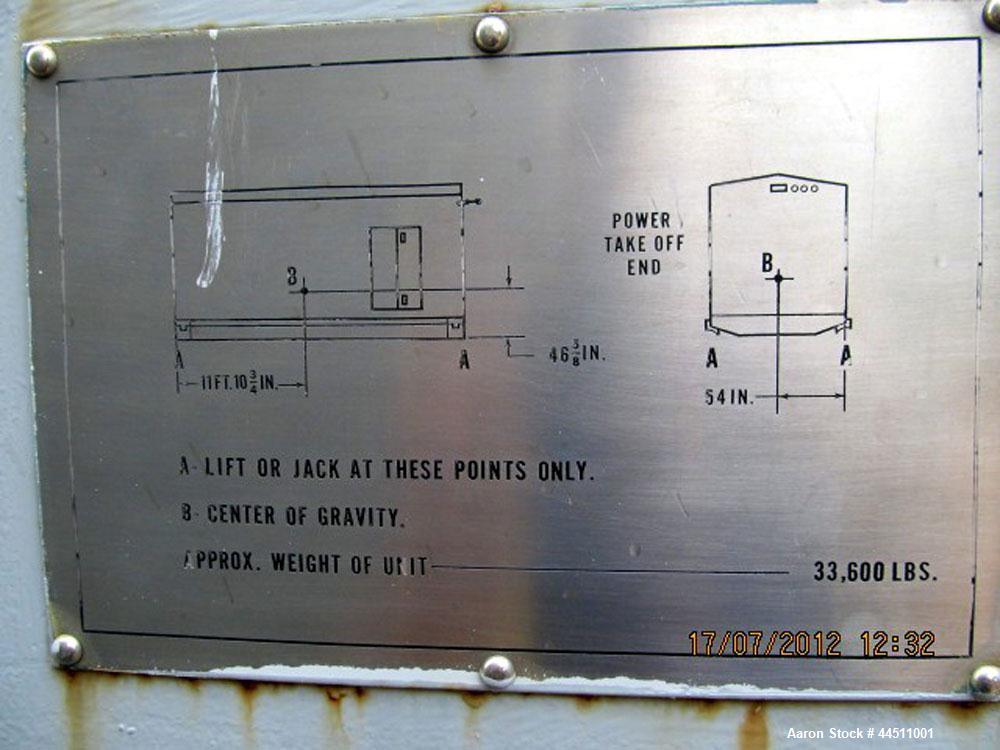 POWER
TAKE OFF
END
B
B
A
A
46 3/8 IN.
11 FT. 10 3/4 IN.
A
A
54 IN.
A- LIFT OR JACK AT THESE POINTS ONLY.
B- CENTER OF GRAVITY.
APPROX. WEIGHT OF UNIT 33,600 LBS.
17/07/2012 12:32
Aaron Stock # 44511001